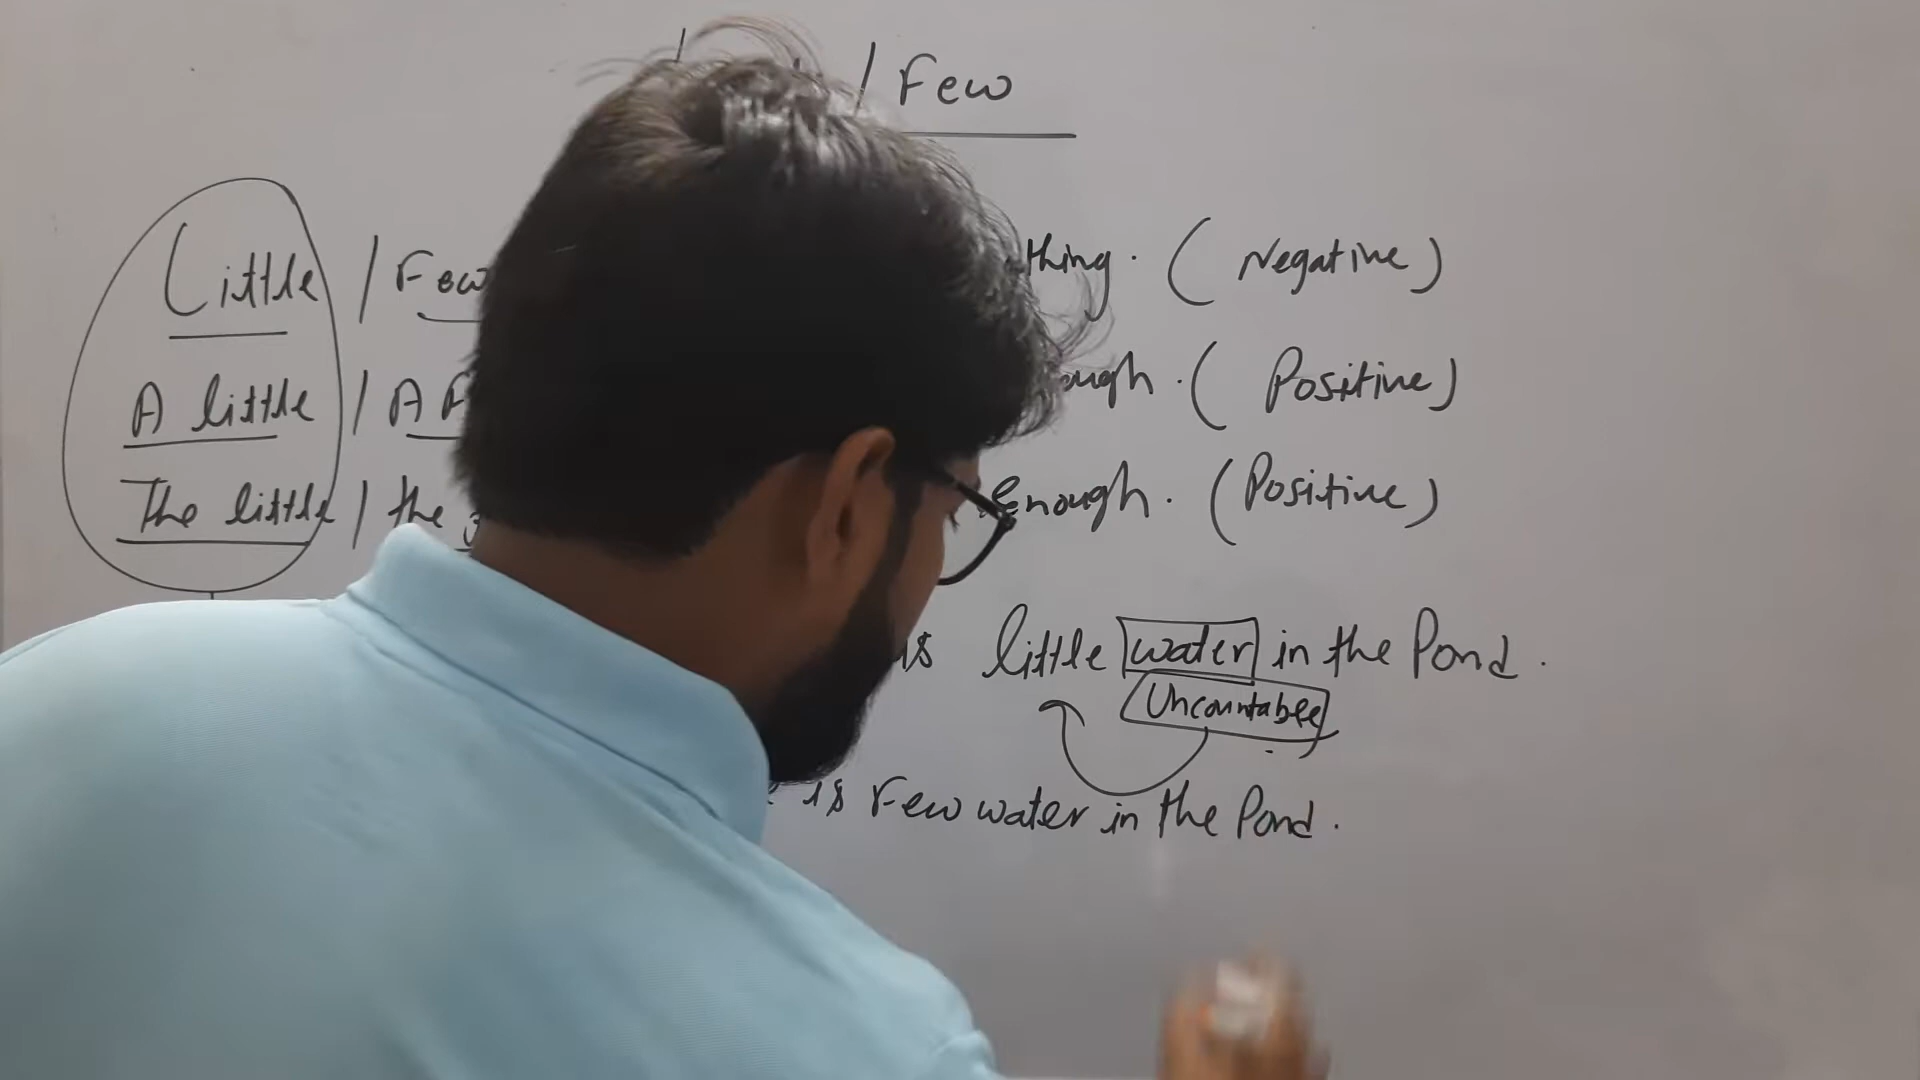 / Few
Little / Few thing. (Negative)
A little / A (Positive)
The little / the Enough. (Positive)
is little water in the Pond.
Uncountable
is Few water in the Pond.